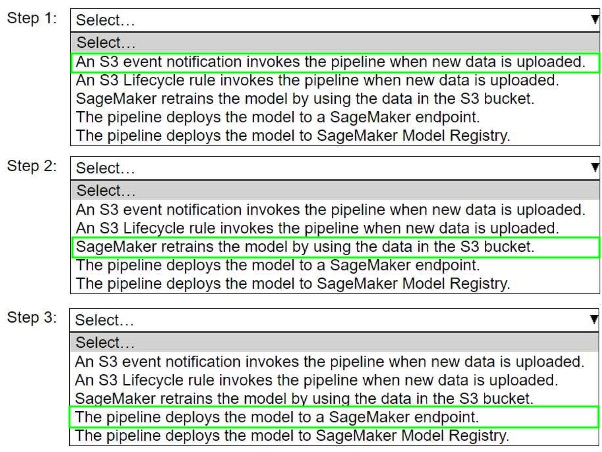 Step 1: Select...
Select...
An S3 event notification invokes the pipeline when new data is uploaded.
An S3 Lifecycle rule invokes the pipeline when new data is uploaded.
SageMaker retrains the model by using the data in the S3 bucket.
The pipeline deploys the model to a SageMaker endpoint.
The pipeline deploys the model to SageMaker Model Registry.
Step 2: Select...
Select...
An S3 event notification invokes the pipeline when new data is uploaded.
An S3 Lifecycle rule invokes the pipeline when new data is uploaded.
SageMaker retrains the model by using the data in the S3 bucket.
The pipeline deploys the model to a SageMaker endpoint.
The pipeline deploys the model to SageMaker Model Registry.
Step 3: Select...
Select...
An S3 event notification invokes the pipeline when new data is uploaded.
An S3 Lifecycle rule invokes the pipeline when new data is uploaded.
SageMaker retrains the model by using the data in the S3 bucket.
The pipeline deploys the model to a SageMaker endpoint.
The pipeline deploys the model to SageMaker Model Registry.